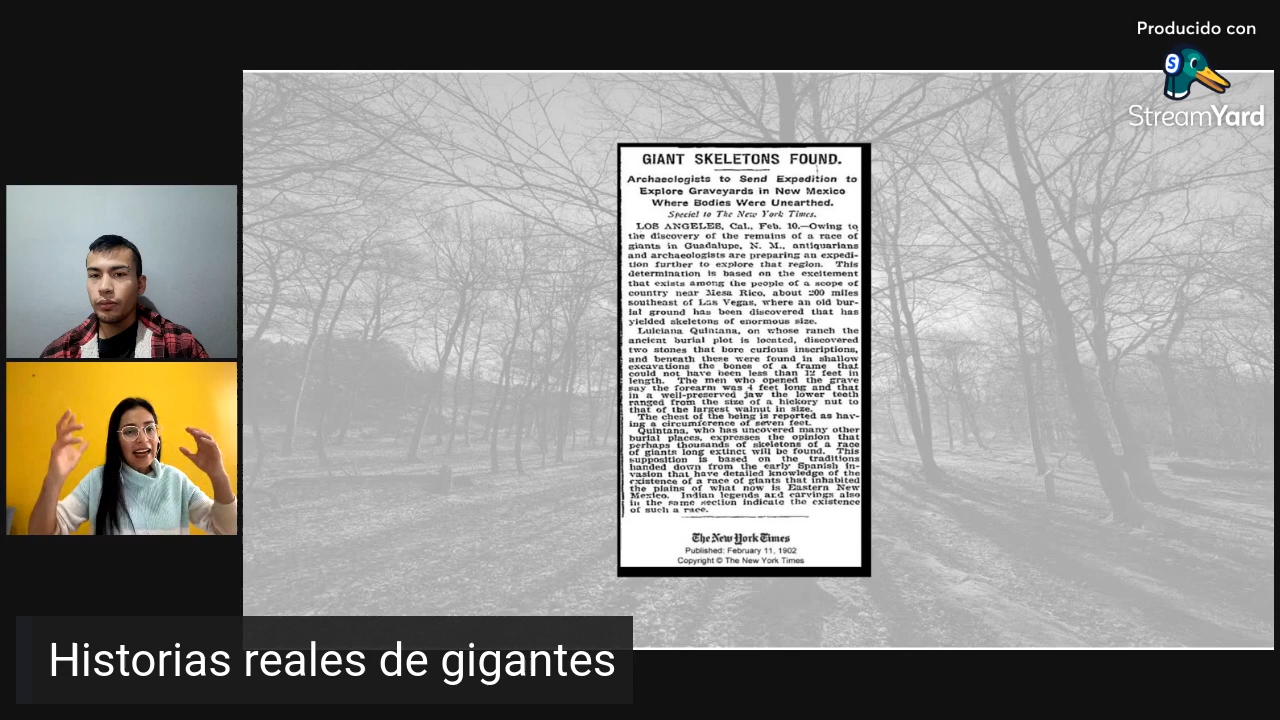 Producido con
StreamYard
GIANT SKELETONS FOUND.
Archaeologists to Send Expedition to
Explore Graveyards in New Mexico
Where Bodies Were Unearthed.
Special to The New York Times.
LOS ANGELES, Cal., Feb. 10.—Owing to
the discovery of the remains of a race of
giants in Guadalupe, N. M., antiquarians
and archaeologists are preparing an expedi-
tion further to explore that region. This
determination is based on the excitement
that exists among the people of a scope of
country near Mesa Rico, about 200 miles
southeast of Las Vegas, where an old bur-
ial ground has been discovered that has
yielded skeletons of enormous size.
Luiciana Quintana, on whose ranch the
ancient burial plot is located, discovered
two stones that bore curious inscriptions,
and beneath these were found in shallow
excavations the bones of a frame that
could not have been less than 12 feet in
length. The men who opened the grave
say the forearm was 4 feet long and that
in a well-preserved jaw the lower teeth
ranged from the size of a hickory nut to
that of the largest walnut in size.
The chest of the being is reported as hav-
ing a circumference of seven feet.
Quintana, who has uncovered many other
burial places, expresses the opinion that
perhaps thousands of skeletons of a race
of giants long extinct will be found. This
supposition is based on the traditions
handed down from the early Spanish in-
vasion that have detailed knowledge of the
existence of a race of giants that inhabited
the plains of what now is Eastern New
Mexico. Indian legends and carvings also
in the same section indicate the existence
of such a race.
The New York Times
Published: February 11, 1902
Copyright © The New York Times
Historias reales de gigantes